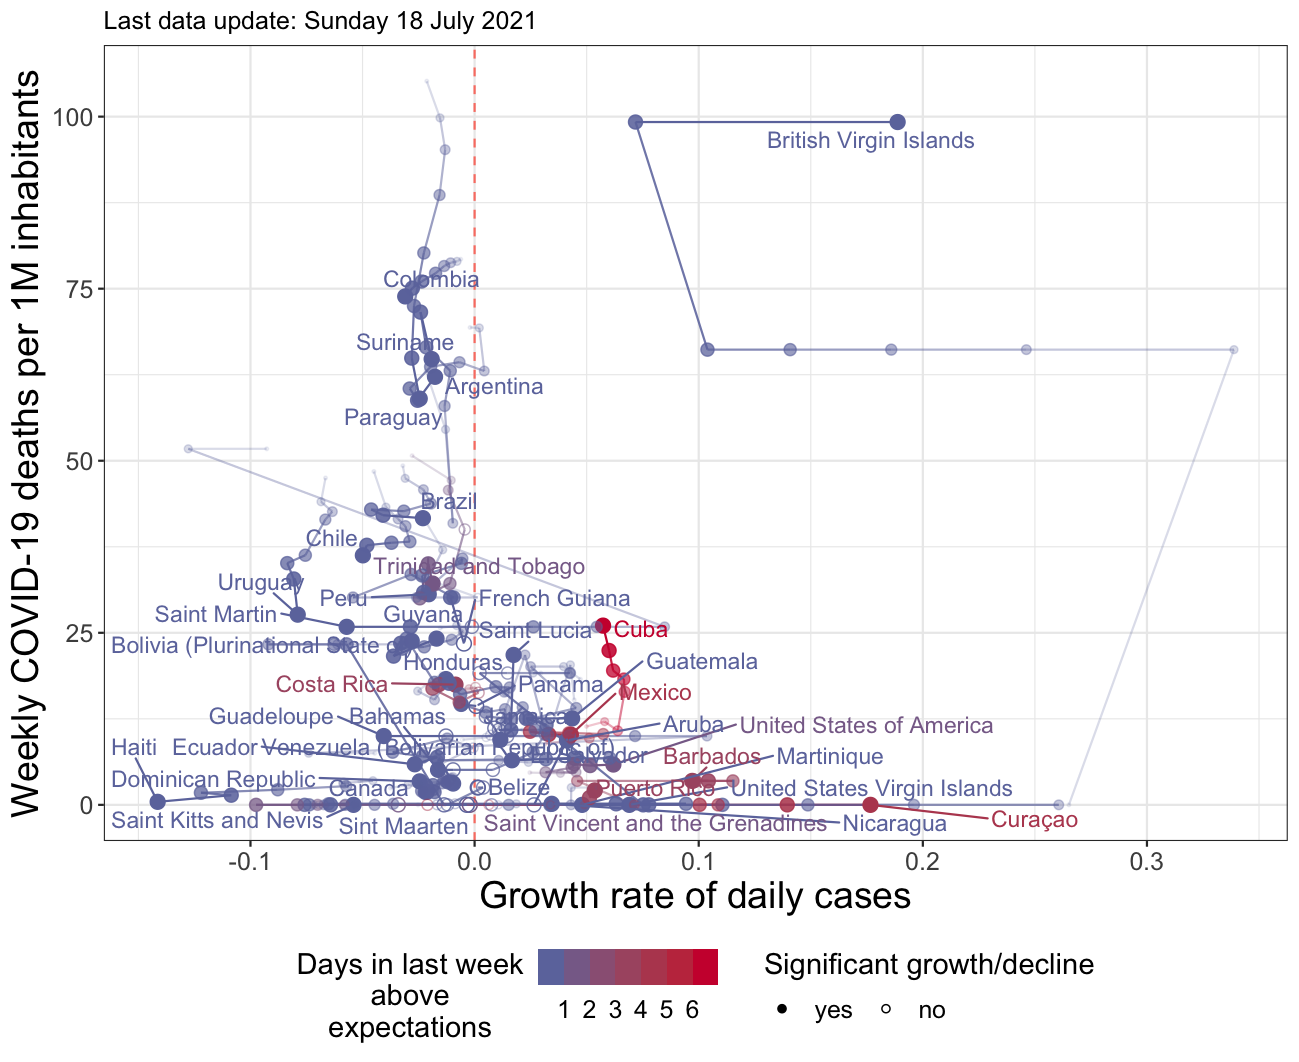 Last data update: Sunday 18 July 2021
Weekly COVID-19 deaths per 1M inhabitants
100
75
50
25
0
British Virgin Islands
Colombia
Suriname
Argentina
Paraguay
Brazil
Chile
Trinidad and Tobago
Uruguay
Peru
French Guiana
Saint Martin
Guyana
Saint Lucia
Cuba
Bolivia (Plurinational State o
Honduras
Guatemala
Costa Rica
Panama
Mexico
Guadeloupe
Bahamas
Jamaica
Aruba
United States of America
Haiti
Ecuador
Venezuela (Bolivarian Republic of)
El Salvador
Barbados
Martinique
Dominican Republic
Canada
Belize
Puerto Rico
United States Virgin Islands
Saint Kitts and Nevis
Sint Maarten
Saint Vincent and the Grenadines
Nicaragua
Curaçao
-0.1
0.0
0.1
0.2
0.3
Growth rate of daily cases
Days in last week
above
expectations
1 2 3 4 5 6
Significant growth/decline
yes
no